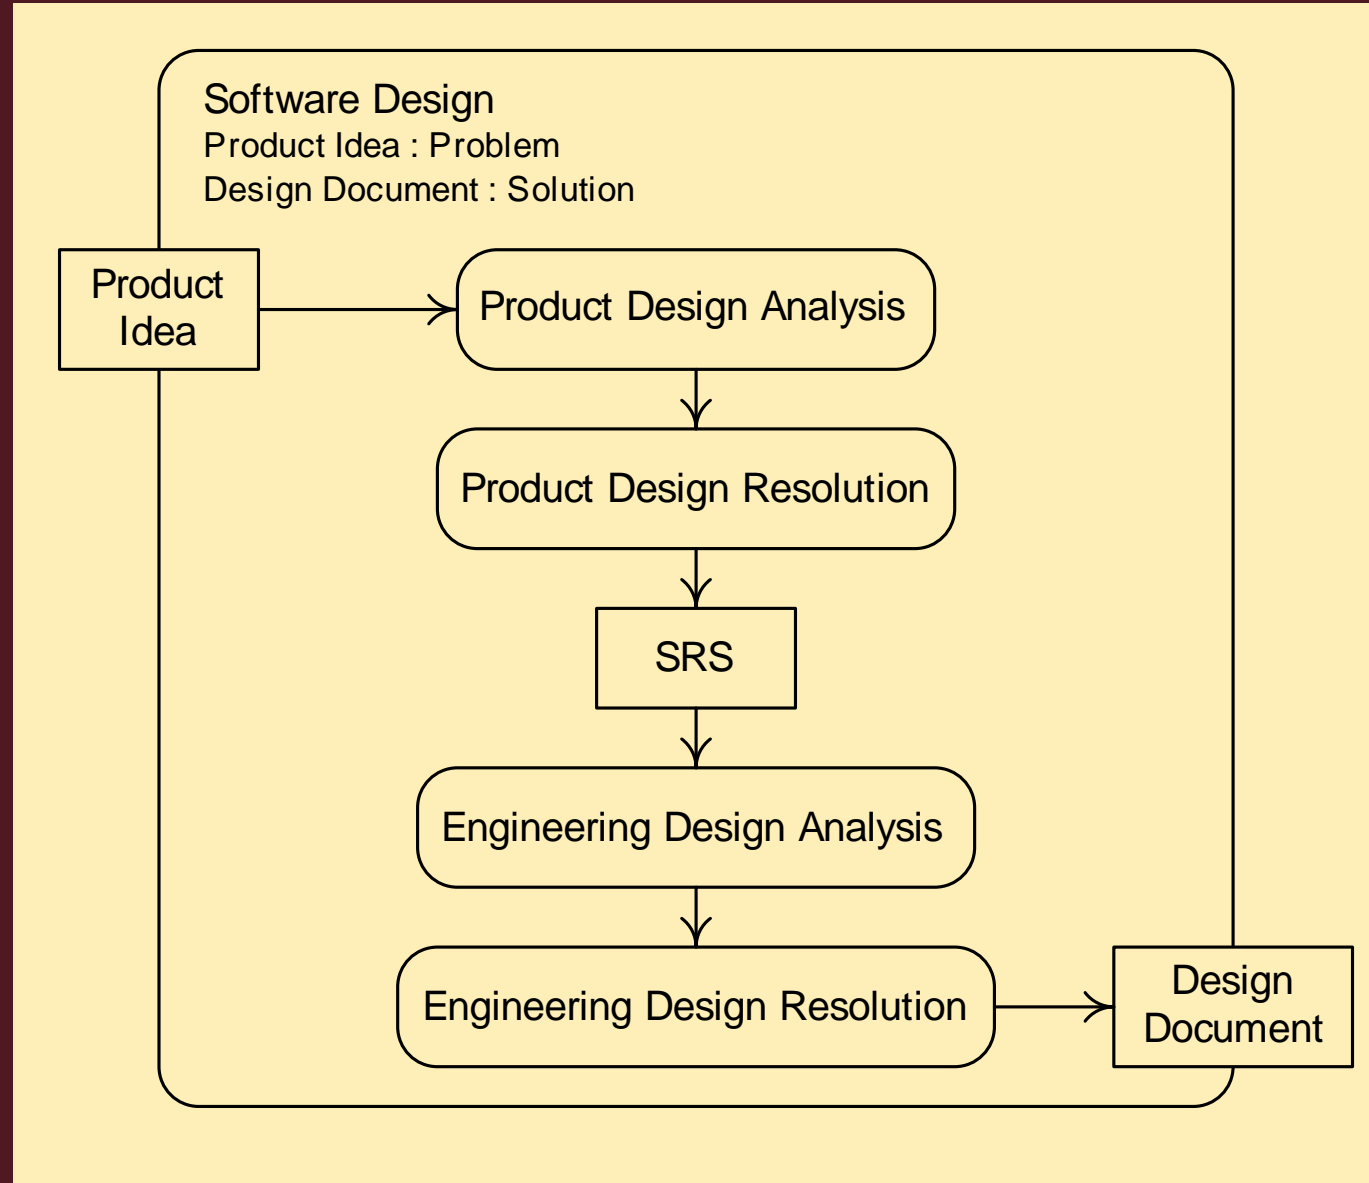 Software Design
Product Idea : Problem
Design Document : Solution
Product
Idea
Product Design Analysis
Product Design Resolution
SRS
Engineering Design Analysis
Engineering Design Resolution
Design
Document